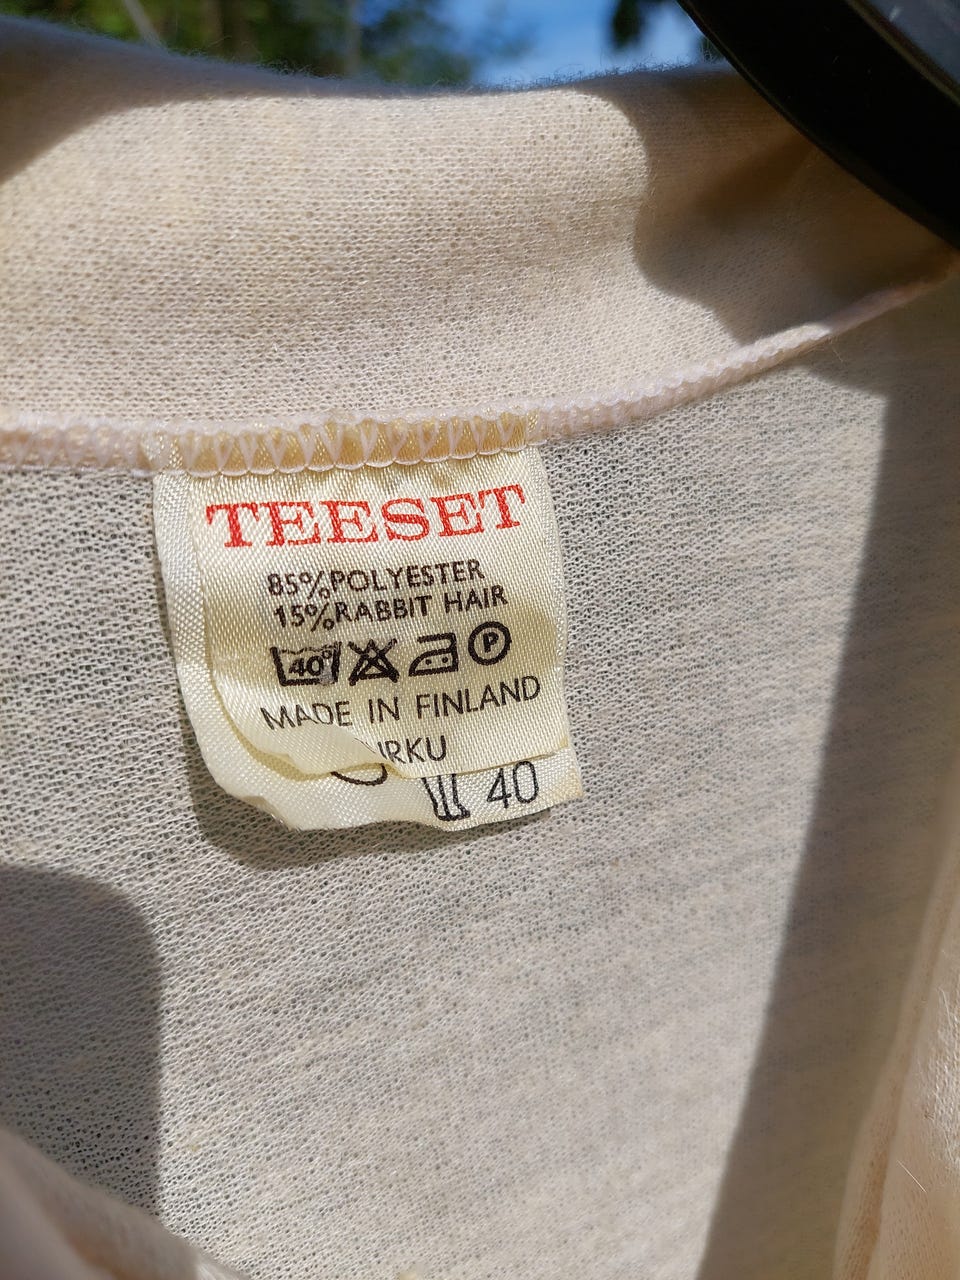 TEESET
85% POLYESTER
15% RABBIT HAIR
40° P
MADE IN FINLAND
40